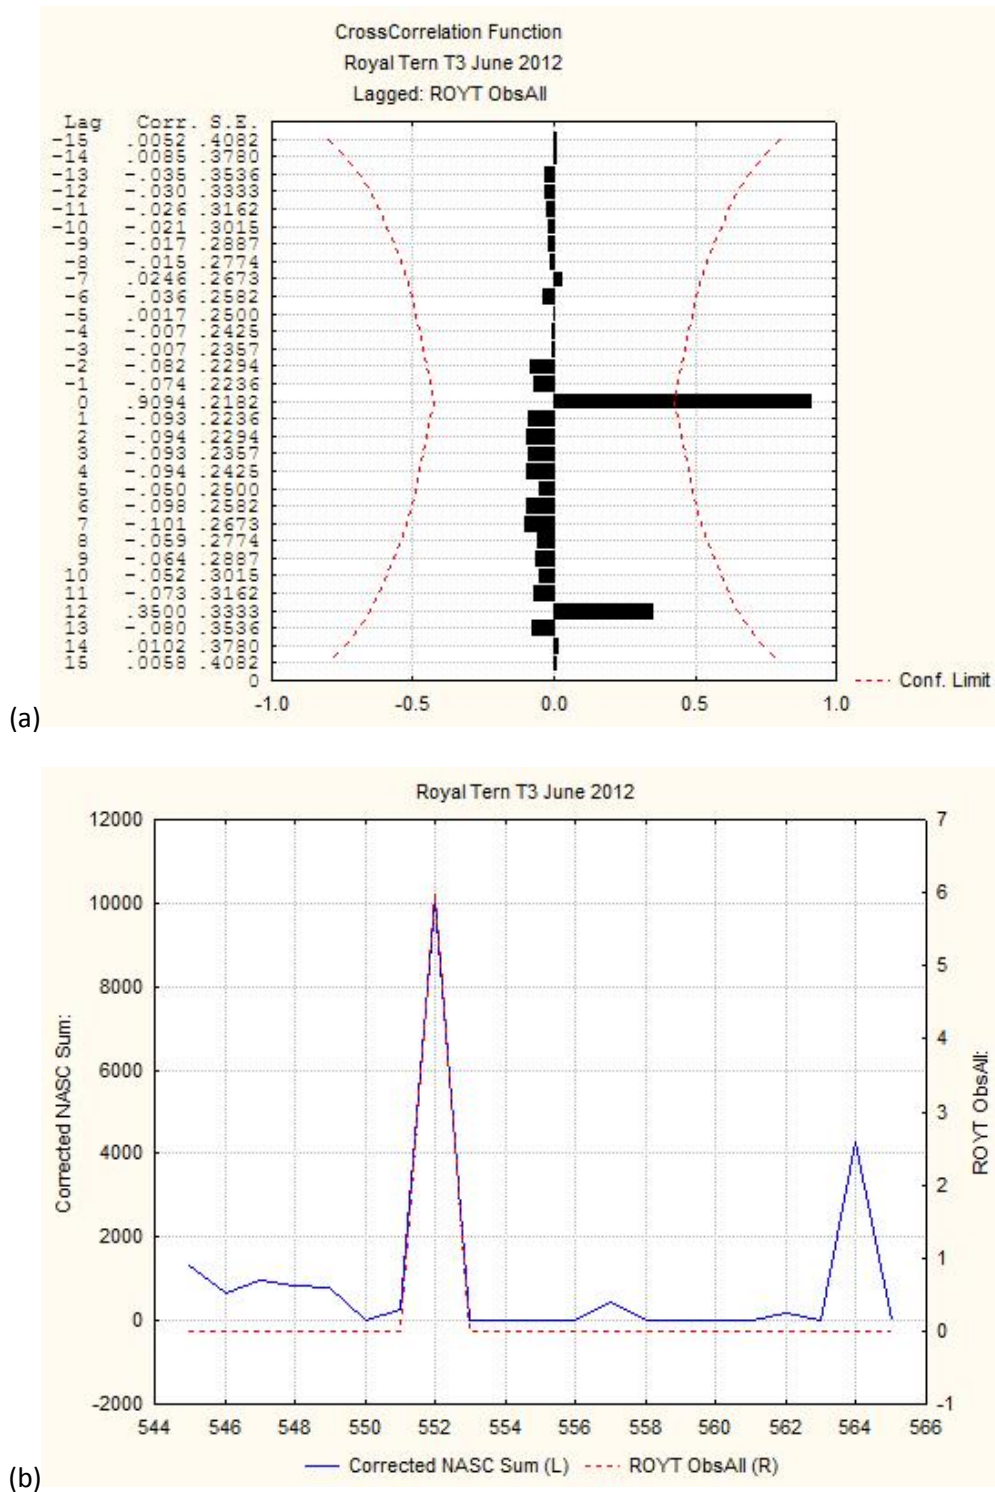 CrossCorrelation Function
Royal Tern T3 June 2012
Lagged: ROYT ObsAll
Lag Corr. S.E.
-15 .0052 .4082
-14 .0085 .3780
-13 -.035 .3536
-12 -.030 .3333
-11 -.026 .3162
-10 -.021 .3015
-9 -.017 .2887
-8 -.015 .2774
-7 .0246 .2673
-6 -.036 .2582
-5 .0017 .2500
-4 -.007 .2425
-3 -.007 .2357
-2 -.082 .2294
-1 -.074 .2236
0 .9094 .2182
1 -.093 .2236
2 -.094 .2294
3 -.093 .2357
4 -.094 .2425
5 -.050 .2500
6 -.098 .2582
7 -.101 .2673
8 -.059 .2774
9 -.064 .2887
10 -.052 .3015
11 -.073 .3162
12 .3500 .3333
13 -.080 .3536
14 .0102 .3780
15 .0058 .4082
0
-1.0 -0.5 0.0 0.5 1.0
Conf. Limit
(a)
Royal Tern T3 June 2012
12000
10000
8000
6000
4000
2000
0
-2000
Corrected NASC Sum:
7
6
5
4
3
2
1
0
-1
ROYT ObsAll:
544 546 548 550 552 554 556 558 560 562 564 566
Corrected NASC Sum (L) ROYT ObsAll (R)
(b)